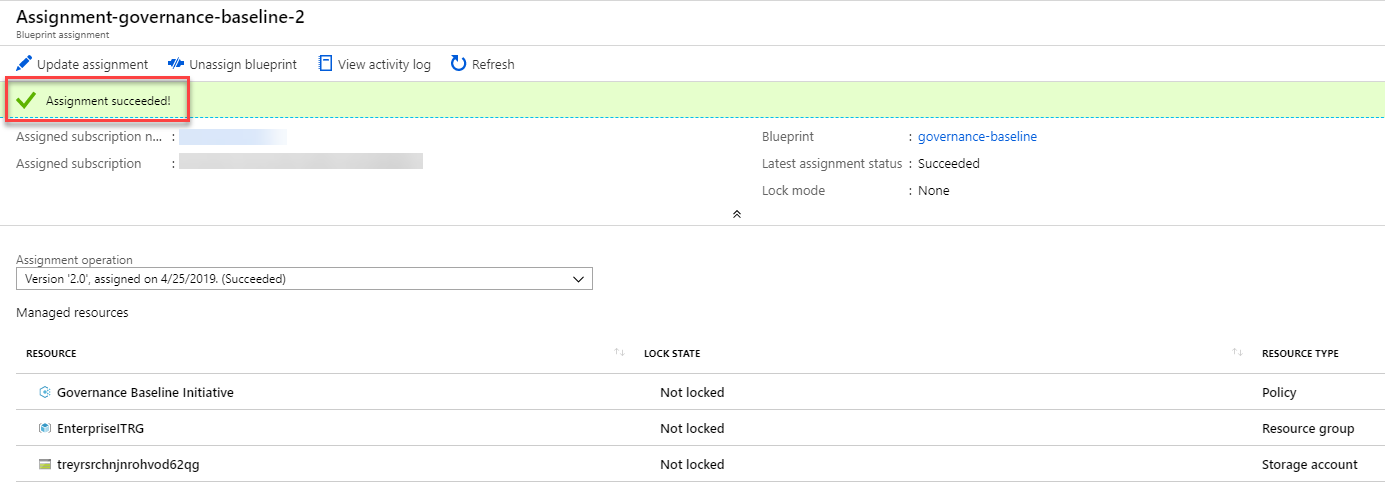 Assignment-governance-baseline-2
Blueprint assignment
Update assignment Unassign blueprint View activity log Refresh
Assignment succeeded!
Assigned subscription n... :
Assigned subscription :
Blueprint : governance-baseline
Latest assignment status : Succeeded
Lock mode : None
Assignment operation
Version '2.0', assigned on 4/25/2019. (Succeeded)
Managed resources
RESOURCE LOCK STATE RESOURCE TYPE
Governance Baseline Initiative Not locked Policy
EnterpriseITRG Not locked Resource group
treyrsrchnjnrohvod62qg Not locked Storage account